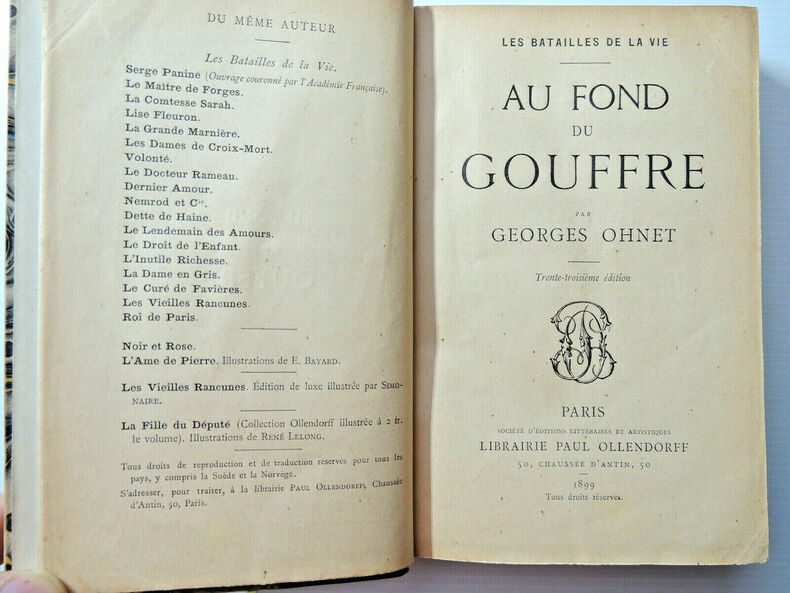 DU MÊME AUTEUR
Les Batailles de la Vie.
Serge Panine (Ouvrage couronné par l'Académie Française).
Le Maître de Forges.
La Comtesse Sarah.
Lise Fleuron.
La Grande Marnière.
Les Dames de Croix-Mort.
Volonté.
Le Docteur Rameau.
Dernier Amour.
Nemrod et Cie.
Dette de Haine.
Le Lendemain des Amours.
Le Droit de l'Enfant.
L'Inutile Richesse.
La Dame en Gris.
Le Curé de Favières.
Les Vieilles Rancunes.
Roi de Paris.
Noir et Rose.
L'Ame de Pierre. Illustrations de E. BAYARD.
Les Vieilles Rancunes. Édition de luxe illustrée par SIMO-
NAIRE.
La Fille du Député (Collection Ollendorff illustrée à 2 fr.
le volume). Illustrations de RENÉ LELONG.
Tous droits de reproduction et de traduction réservés pour tous les
pays, y compris la Suède et la Norvège.
S'adresser, pour traiter, à la librairie PAUL OLLENDORFF, Chaussée
d'Antin, 50, Paris.
LES BATAILLES DE LA VIE
AU FOND
DU
GOUFFRE
PAR
GEORGES OHNET
Trente-troisième édition
PARIS
SOCIÉTÉ D'ÉDITIONS LITTÉRAIRES ET ARTISTIQUES
LIBRAIRIE PAUL OLLENDORFF
50, CHAUSSÉE D'ANTIN, 50
1899
Tous droits réservés.